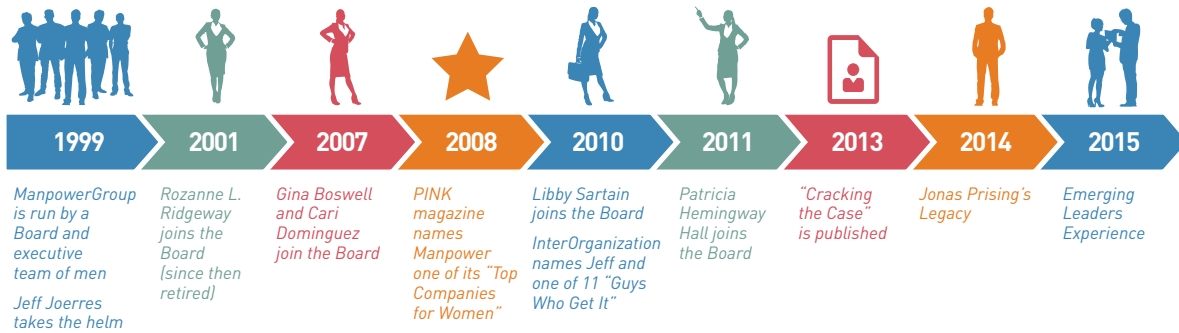 1999
2001
2007
2008
2010
2011
2013
2014
2015
ManpowerGroup
is run by a
Board and
executive
team of men
Jeff Joerres
takes the helm
Rozanne L.
Ridgeway
joins the
Board
(since then
retired)
Gina Boswell
and Cari
Dominguez
join the Board
PINK
magazine
names
Manpower
one of its “Top
Companies
for Women”
Libby Sartain
joins the Board
InterOrganization
names Jeff and
one of 11 “Guys
Who Get It”
Patricia
Hemingway
Hall joins
the Board
“Cracking
the Case”
is published
Jonas Prising’s
Legacy
Emerging
Leaders
Experience